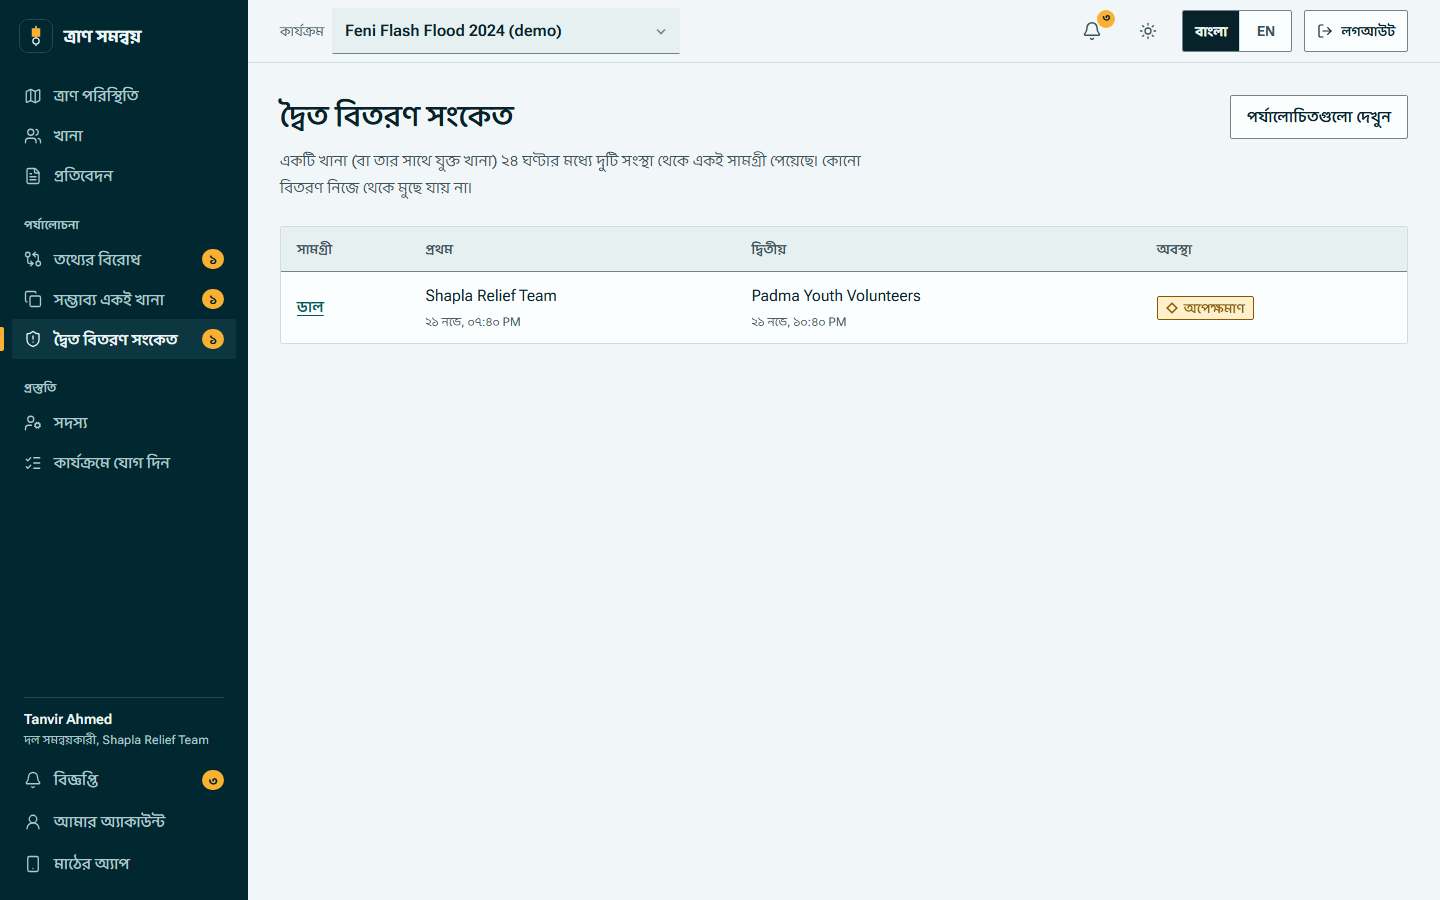 ত্রাণ সমন্বয়
ত্রাণ পরিস্থিতি
খানা
প্রতিবেদন
পর্যালোচনা
তথ্যের বিরোধ ১
সম্ভাব্য একই খানা ১
দ্বৈত বিতরণ সংকেত ১
প্রস্তুতি
সদস্য
কার্যক্রমে যোগ দিন
Tanvir Ahmed
দল সমন্বয়কারী, Shapla Relief Team
বিজ্ঞপ্তি ৩
আমার অ্যাকাউন্ট
মাঠের অ্যাপ
কার্যক্রম Feni Flash Flood 2024 (demo) ৩ বাংলা EN লগআউট
দ্বৈত বিতরণ সংকেত পর্যালোচিতগুলো দেখুন
একটি খানা (বা তার সাথে যুক্ত খানা) ২৪ ঘণ্টার মধ্যে দুটি সংস্থা থেকে একই সামগ্রী পেয়েছে। কোনো
বিতরণ নিজে থেকে মুছে যায় না।
সামগ্রী প্রথম দ্বিতীয় অবস্থা
ডাল Shapla Relief Team Padma Youth Volunteers অপেক্ষমাণ
২১ নভে, ০৭:৪০ PM ২১ নভে, ১০:৪০ PM